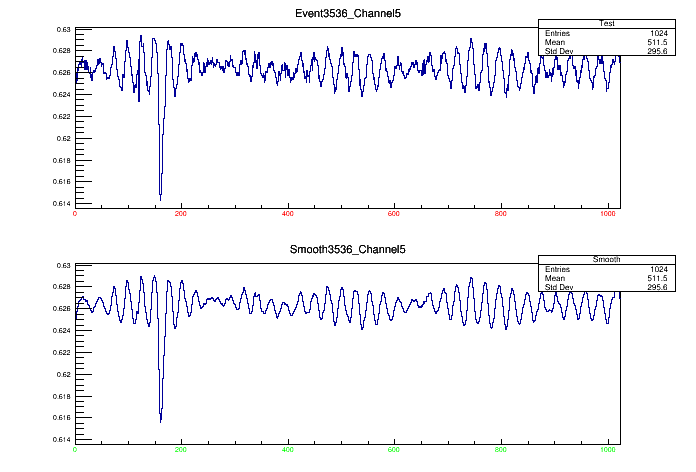 Event3536_Channel5
Test
Entries 1024
Mean 511.5
Std Dev 295.6
0.63
0.628
0.626
0.624
0.622
0.62
0.618
0.616
0.614
0 200 400 600 800 1000
Smooth3536_Channel5
Smooth
Entries 1024
Mean 511.5
Std Dev 295.6
0.63
0.628
0.626
0.624
0.622
0.62
0.618
0.616
0.614
0 200 400 600 800 1000